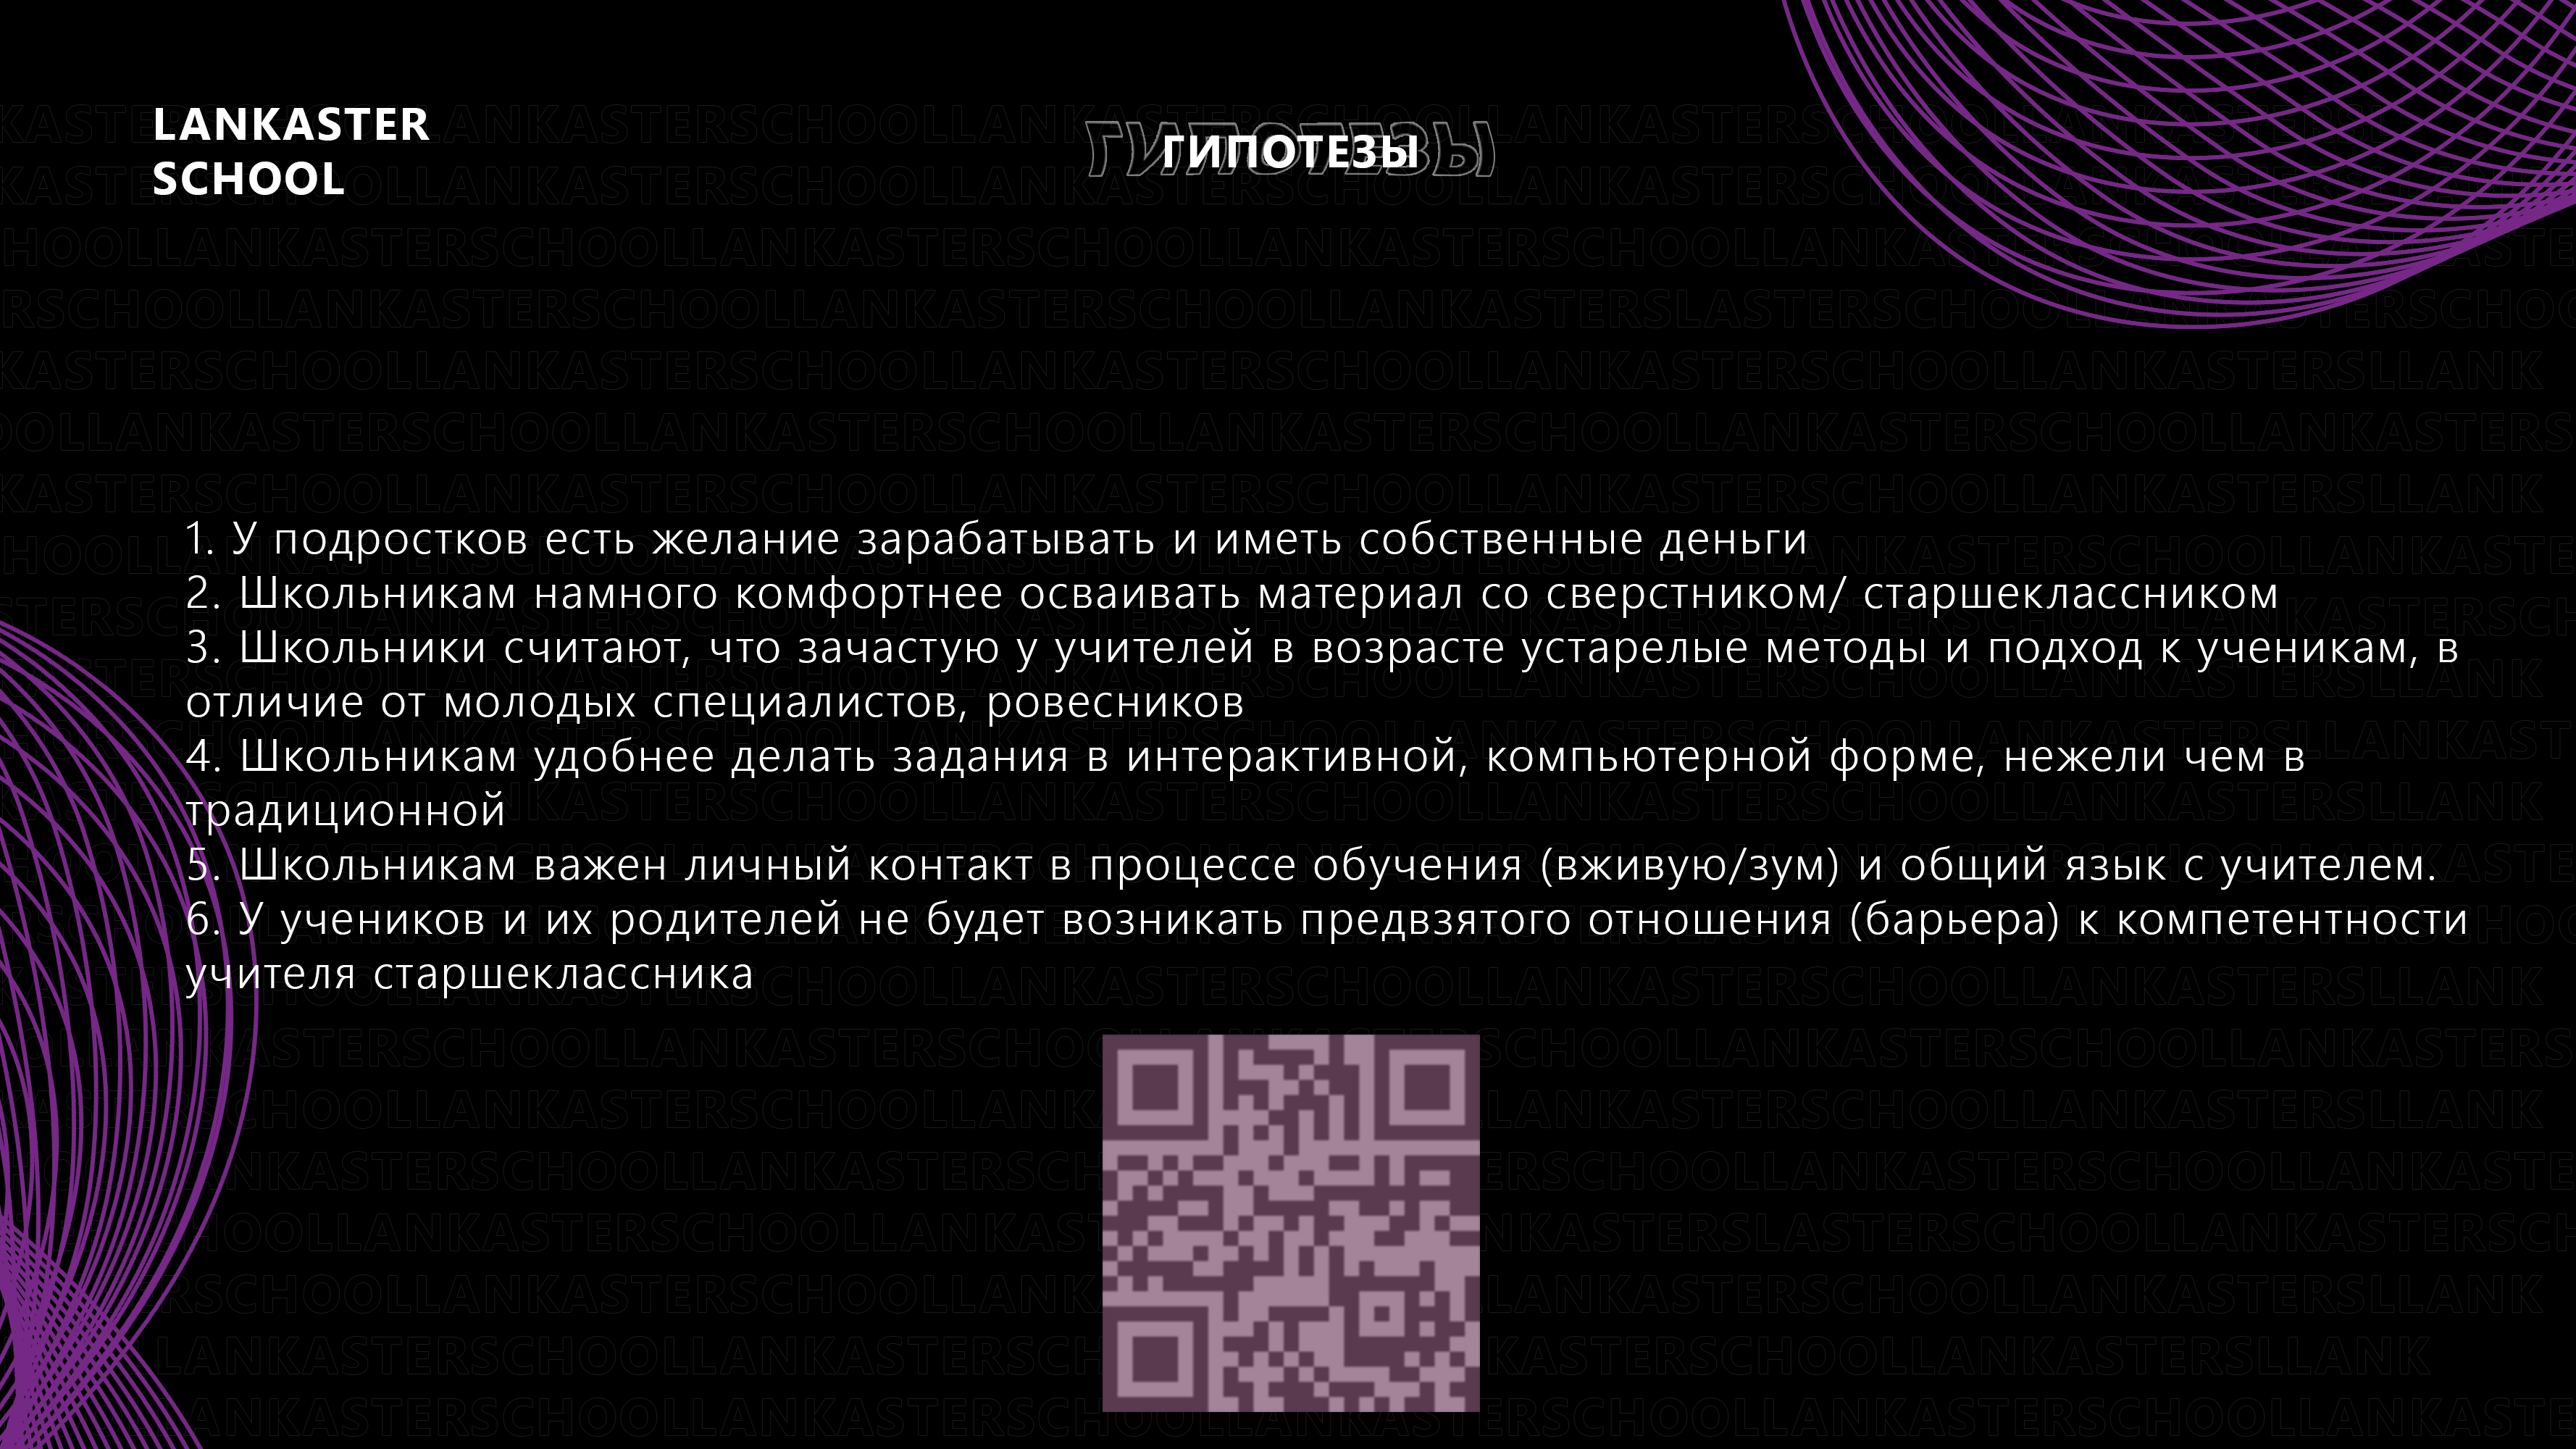 LANKASTER
SCHOOL
ГИПОТЕЗЫ
1. У подростков есть желание зарабатывать и иметь собственные деньги
2. Школьникам намного комфортнее осваивать материал со сверстником/ старшеклассником
3. Школьники считают, что зачастую у учителей в возрасте устарелые методы и подход к ученикам, в
отличие от молодых специалистов, ровесников
4. Школьникам удобнее делать задания в интерактивной, компьютерной форме, нежели чем в
традиционной
5. Школьникам важен личный контакт в процессе обучения (вживую/зум) и общий язык с учителем.
6. У учеников и их родителей не будет возникать предвзятого отношения (барьера) к компетентности
учителя старшеклассника